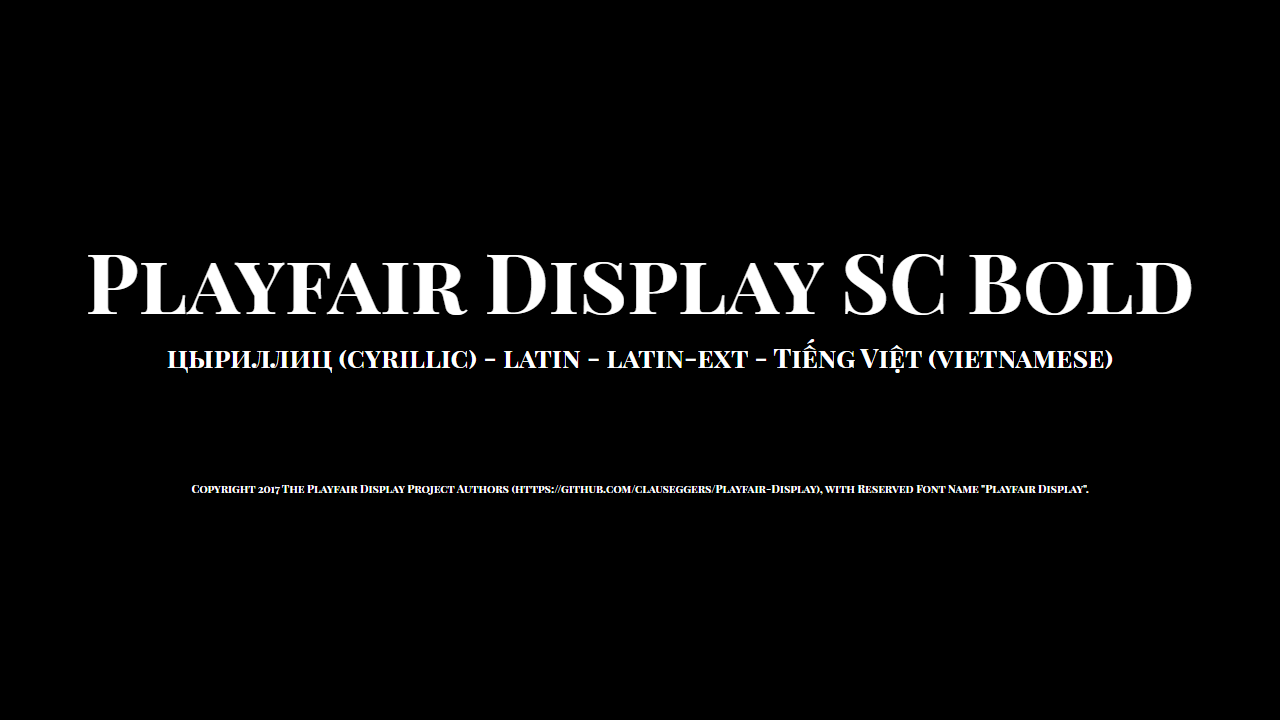 Playfair Display SC Bold
цыриллиц (cyrillic) - latin - latin-ext - Tiếng Việt (vietnamese)
Copyright 2017 The Playfair Display Project Authors (https://github.com/clauseggers/Playfair-Display), with Reserved Font Name "Playfair Display".